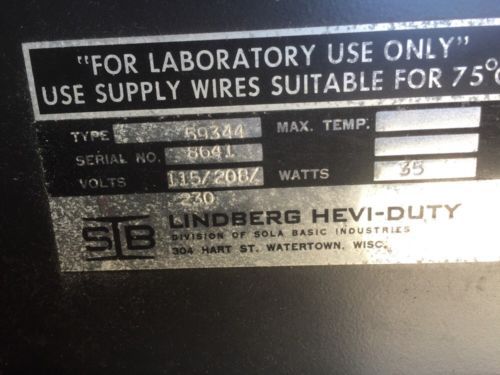 "FOR LABORATORY USE ONLY"
USE SUPPLY WIRES SUITABLE FOR 75°
TYPE 59344 MAX. TEMP.
SERIAL NO. 8641
VOLTS 115/208/ WATTS 35
230
SBI LINDBERG HEVI-DUTY
DIVISION OF SOLA BASIC INDUSTRIES
304 HART ST. WATERTOWN, WISC.